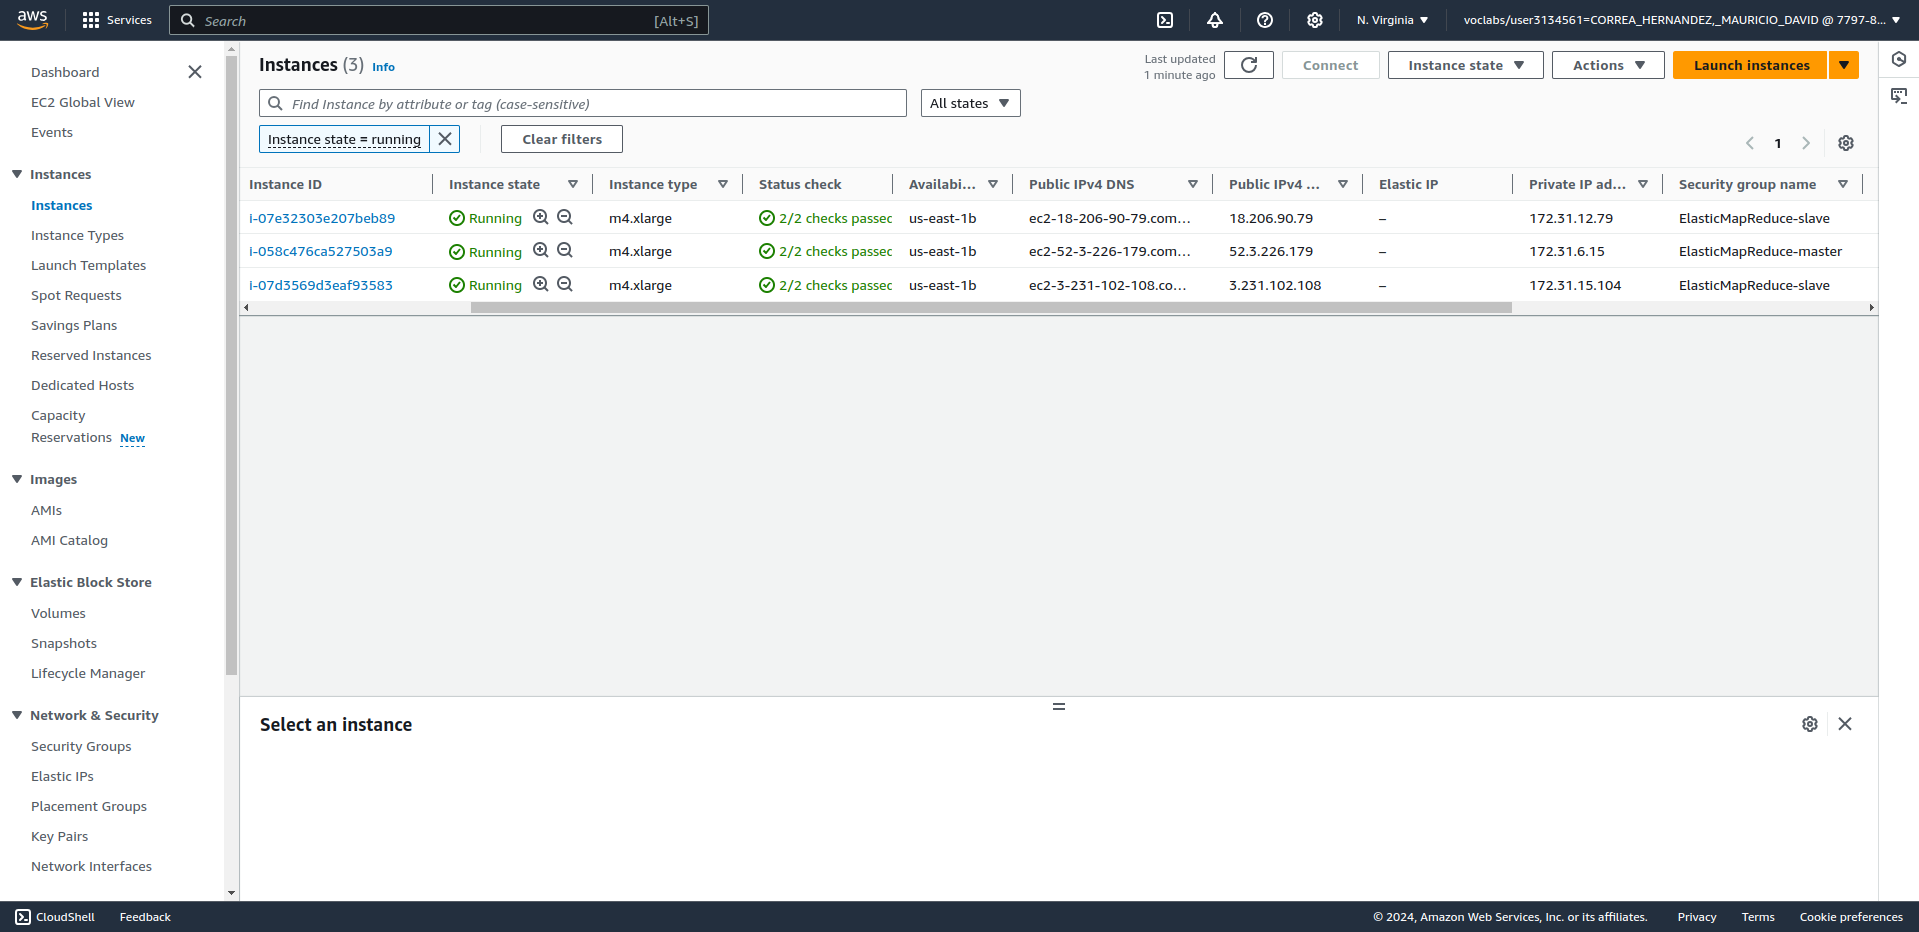 aws Services Search [Alt+S] N. Virginia voclabs/user3134561=CORREA_HERNANDEZ,_MAURICIO_DAVID @ 7797-8...
Dashboard
EC2 Global View
Events
Instances
Instances
Instance Types
Launch Templates
Spot Requests
Savings Plans
Reserved Instances
Dedicated Hosts
Capacity
Reservations New
Images
AMIs
AMI Catalog
Elastic Block Store
Volumes
Snapshots
Lifecycle Manager
Network & Security
Security Groups
Elastic IPs
Placement Groups
Key Pairs
Network Interfaces
Instances (3) Info
Last updated
1 minute ago
Connect Instance state Actions Launch instances
Find Instance by attribute or tag (case-sensitive) All states
Instance state = running Clear filters 1
Instance ID Instance state Instance type Status check Availabi... Public IPv4 DNS Public IPv4 ... Elastic IP Private IP ad... Security group name
i-07e32303e207beb89 Running m4.xlarge 2/2 checks passec us-east-1b ec2-18-206-90-79.com... 18.206.90.79 – 172.31.12.79 ElasticMapReduce-slave
i-058c476ca527503a9 Running m4.xlarge 2/2 checks passec us-east-1b ec2-52-3-226-179.com... 52.3.226.179 – 172.31.6.15 ElasticMapReduce-master
i-07d3569d3eaf93583 Running m4.xlarge 2/2 checks passec us-east-1b ec2-3-231-102-108.co... 3.231.102.108 – 172.31.15.104 ElasticMapReduce-slave
Select an instance
CloudShell Feedback © 2024, Amazon Web Services, Inc. or its affiliates. Privacy Terms Cookie preferences